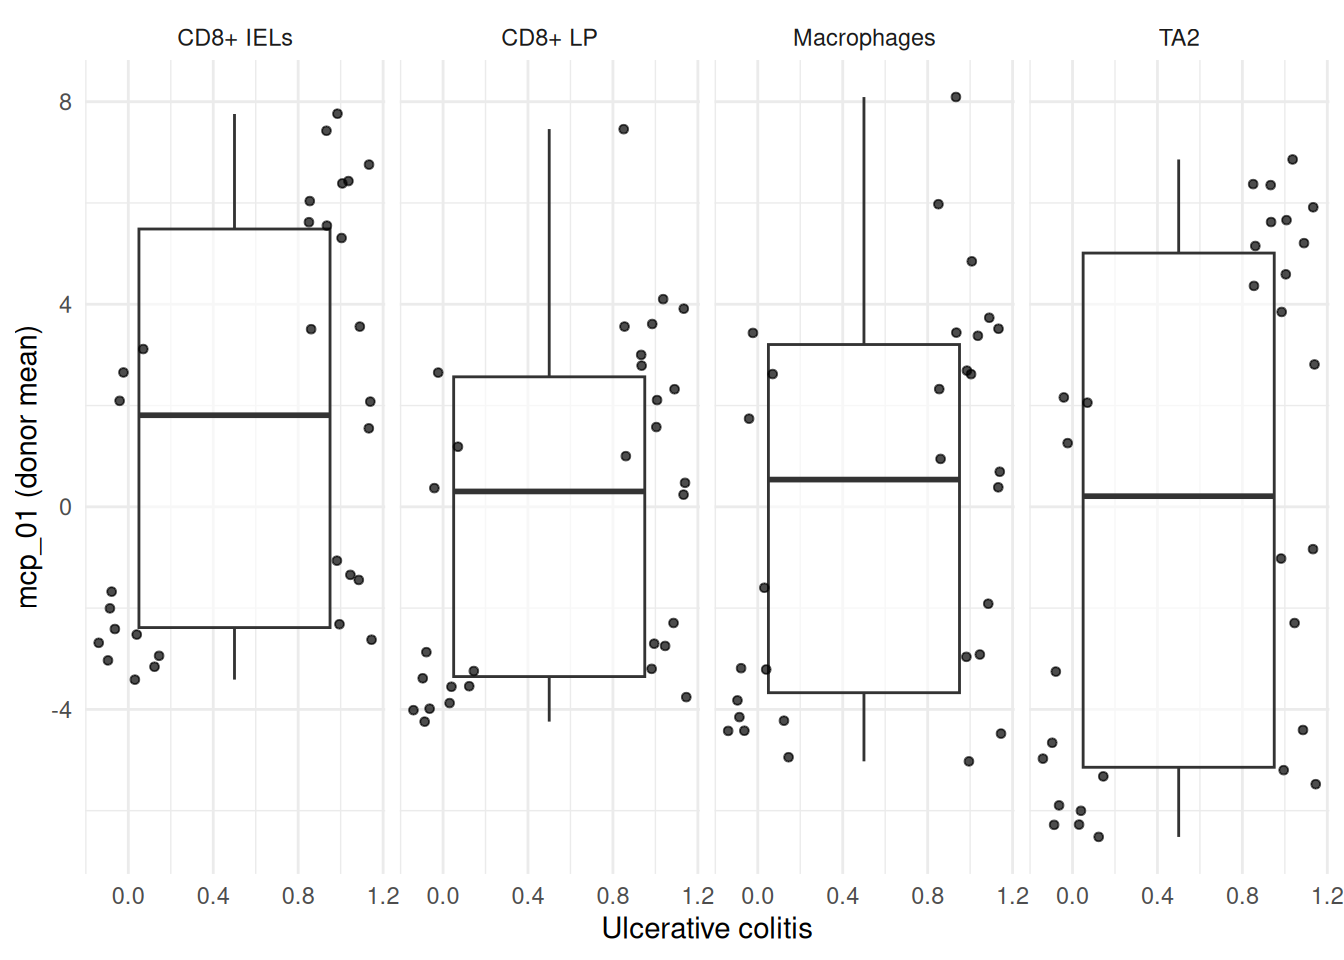 CD8+ IELs CD8+ LP Macrophages TA2
8
4
0
-4
mcp_01 (donor mean)
0.0 0.4 0.8 1.2 0.0 0.4 0.8 1.2 0.0 0.4 0.8 1.2 0.0 0.4 0.8 1.2
Ulcerative colitis